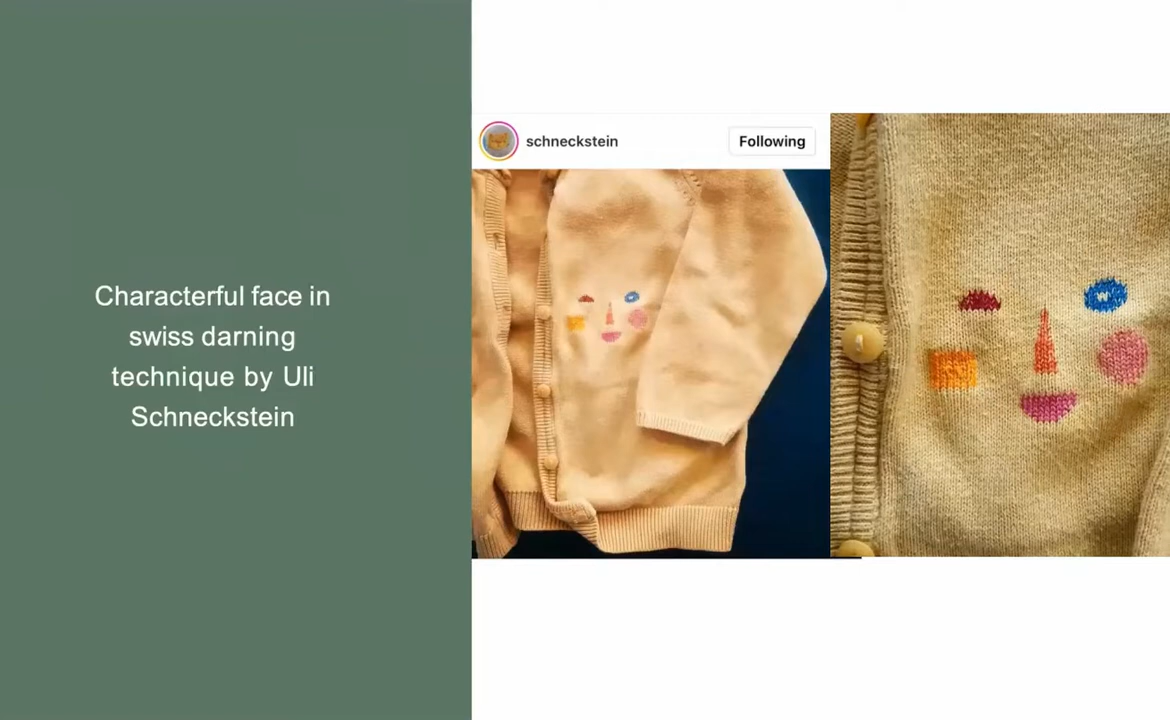 Characterful face in
swiss darning
technique by Uli
Schneckstein
schneckstein
Following